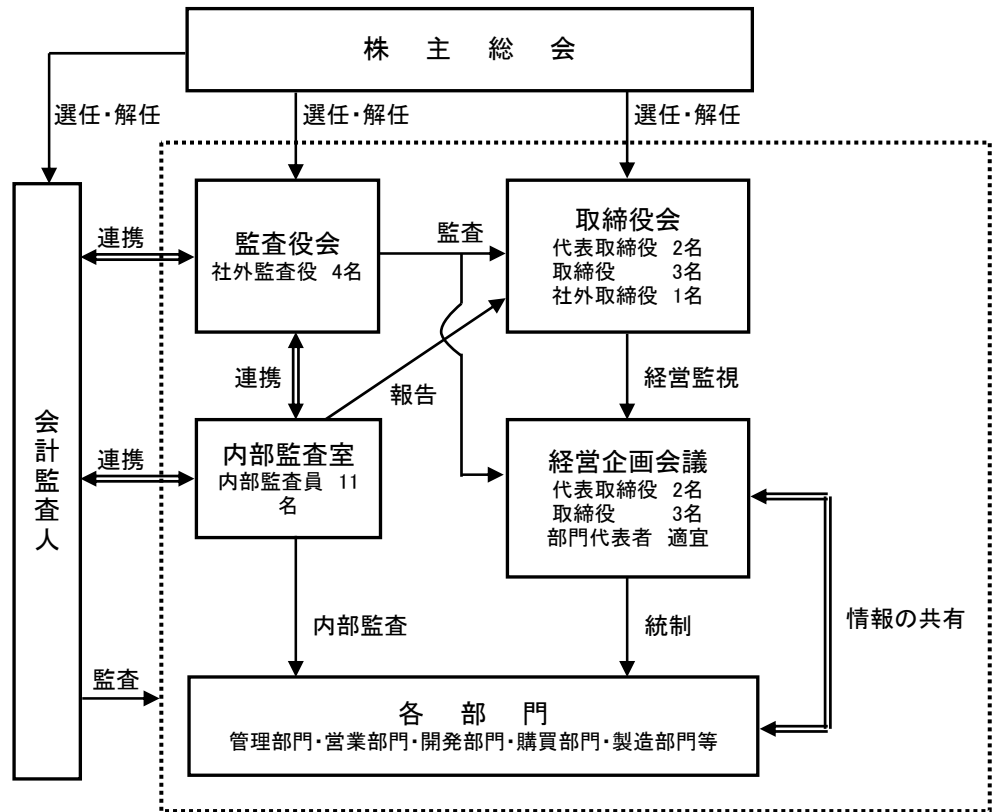 株 主 総 会
選任・解任
選任・解任
選任・解任
監査役会
社外監査役 4名
取締役会
代表取締役 2名
取締役 3名
社外取締役 1名
連携
監査
連携
報告
経営監視
会計監査人
連携
内部監査室
内部監査員 11
名
経営企画会議
代表取締役 2名
取締役 3名
部門代表者 適宜
内部監査
統制
情報の共有
監査
各 部 門
管理部門・営業部門・開発部門・購買部門・製造部門等